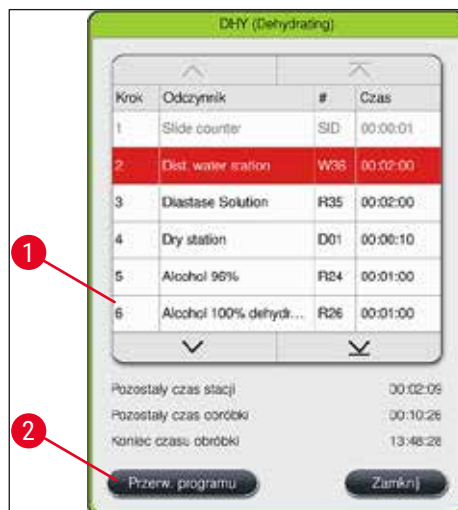 DHY (Dehydrating)
Krok Odczynnik # Czas
1 Slide counter SID 00:00:01
2 Dist. water station W36 00:02:00
3 Diastase Solution R35 00:02:00
4 Dry station D01 00:00:10
5 Alcohol 96% R24 00:01:00
6 Alcohol 100% dehydr... R26 00:01:00
1
Pozostały czas stacji 00:02:09
Pozostały czas obróbki 00:10:26
Koniec czasu obróbki 13:48:28
2
Przerw. programu Zamknij